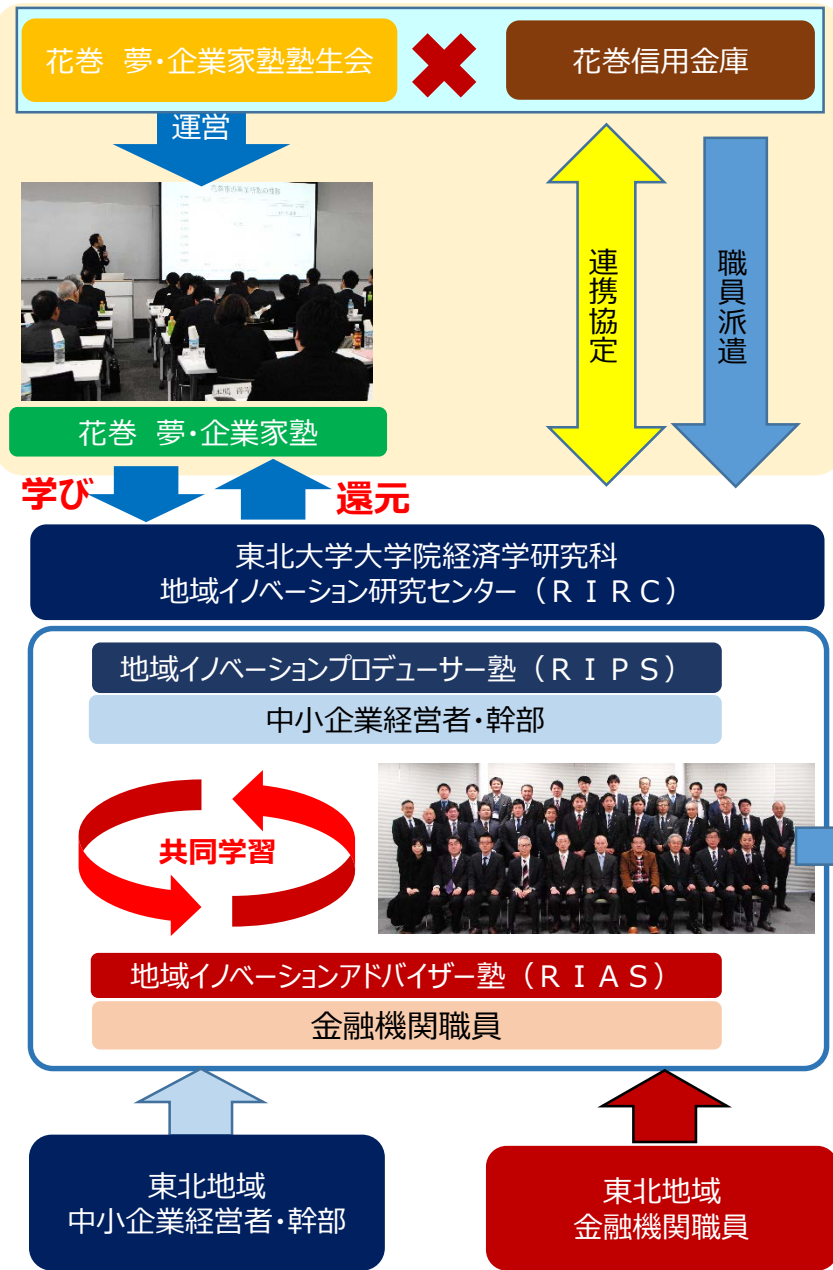 花巻　夢･企業家塾塾生会
花巻信用金庫
運営
連携協定
職員派遣
花巻　夢･企業家塾
学び
還元
東北大学大学院経済学研究科
地域イノベーション研究センター（ＲＩＲＣ）
地域イノベーションプロデューサー塾（ＲＩＰＳ）
中小企業経営者･幹部
共同学習
地域イノベーションアドバイザー塾（ＲＩＡＳ）
金融機関職員
東北地域
中小企業経営者･幹部
東北地域
金融機関職員